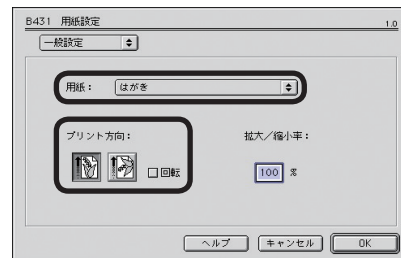 B431 用紙設定 1.0
一般設定
用紙： はがき
プリント方向： 拡大／縮小率：
回転 100 %
ヘルプ キャンセル OK